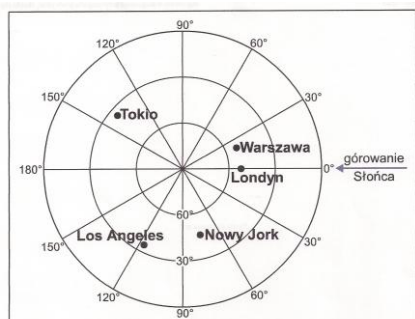 90°
120° 60°
150° 30°
Tokio
Warszawa
górowanie
180° Londyn 0° Słońca
60°
Los Angeles Nowy Jork
150° 30° 30°
120° 60°
90°